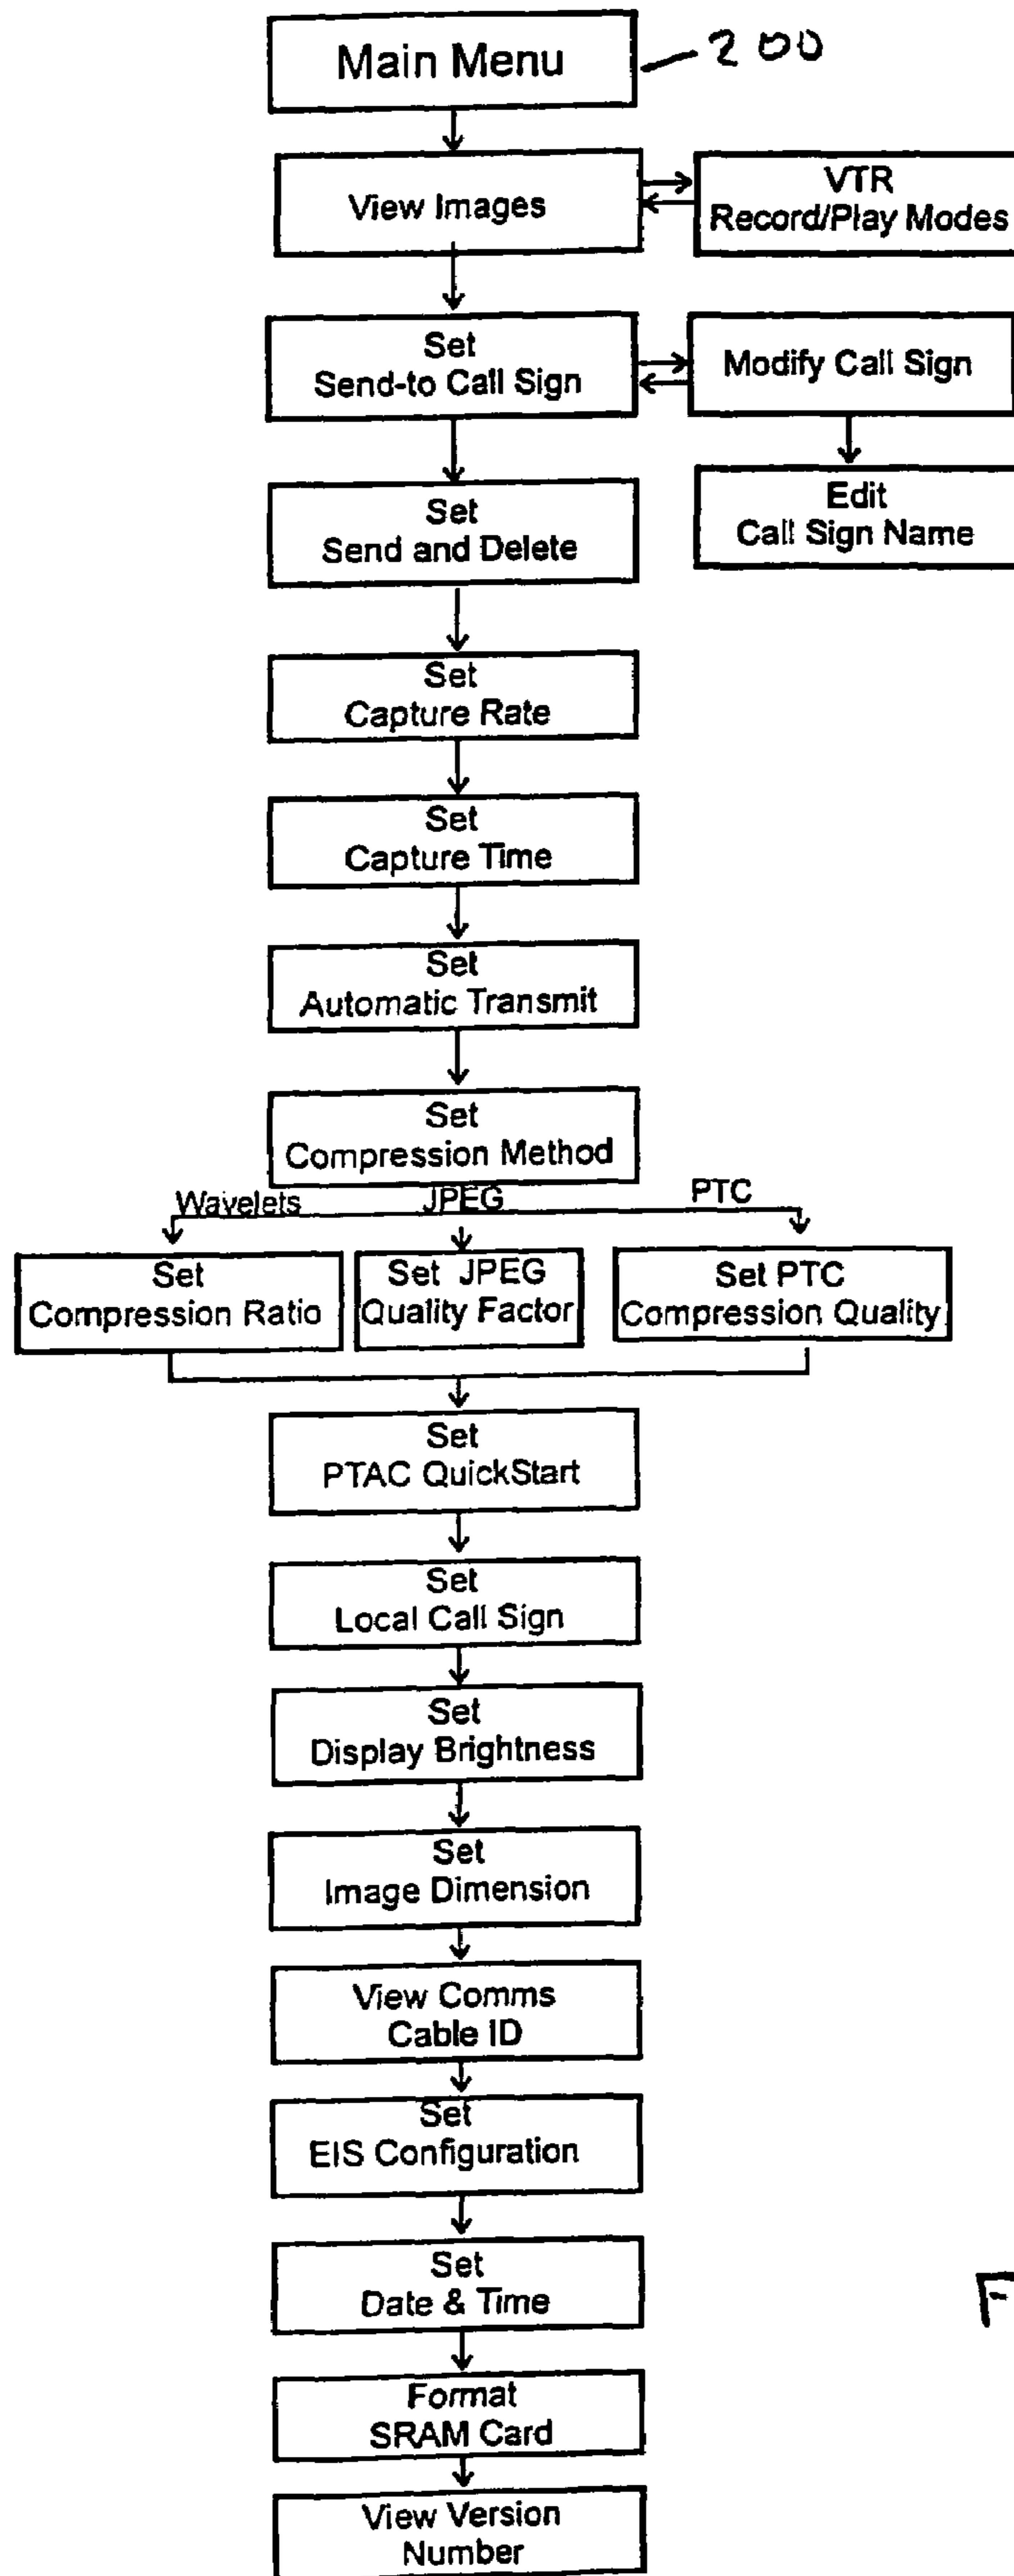 Main Menu
200
View Images
VTR
Record/Play Modes
Set
Send-to Call Sign
Modify Call Sign
Edit
Call Sign Name
Set
Send and Delete
Set
Capture Rate
Set
Capture Time
Set
Automatic Transmit
Set
Compression Method
Wavelets JPEG PTC
Set
Compression Ratio
Set JPEG
Quality Factor
Set PTC
Compression Quality
Set
PTAC QuickStart
Set
Local Call Sign
Set
Display Brightness
Set
Image Dimension
View Comms
Cable ID
Set
EIS Configuration
Set
Date & Time
Format
SRAM Card
View Version
Number